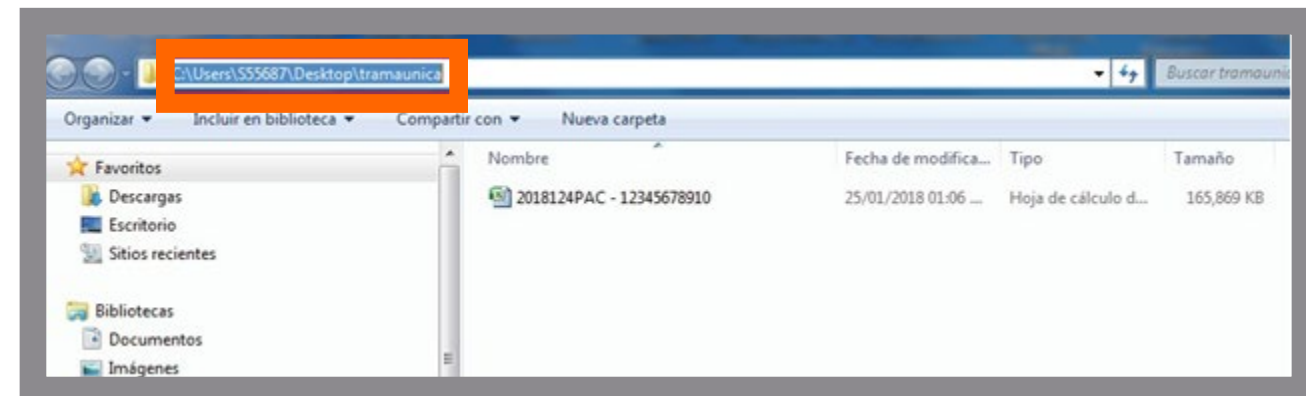 C:\Users\S55687\Desktop\tramaunica
Buscar tramaunic
Organizar Incluir en biblioteca Compartir con Nueva carpeta
Favoritos
Descargas
Escritorio
Sitios recientes
Bibliotecas
Documentos
Imágenes
Nombre Fecha de modifica... Tipo Tamaño
2018124PAC - 12345678910 25/01/2018 01:06 ... Hoja de cálculo d... 165,869 KB